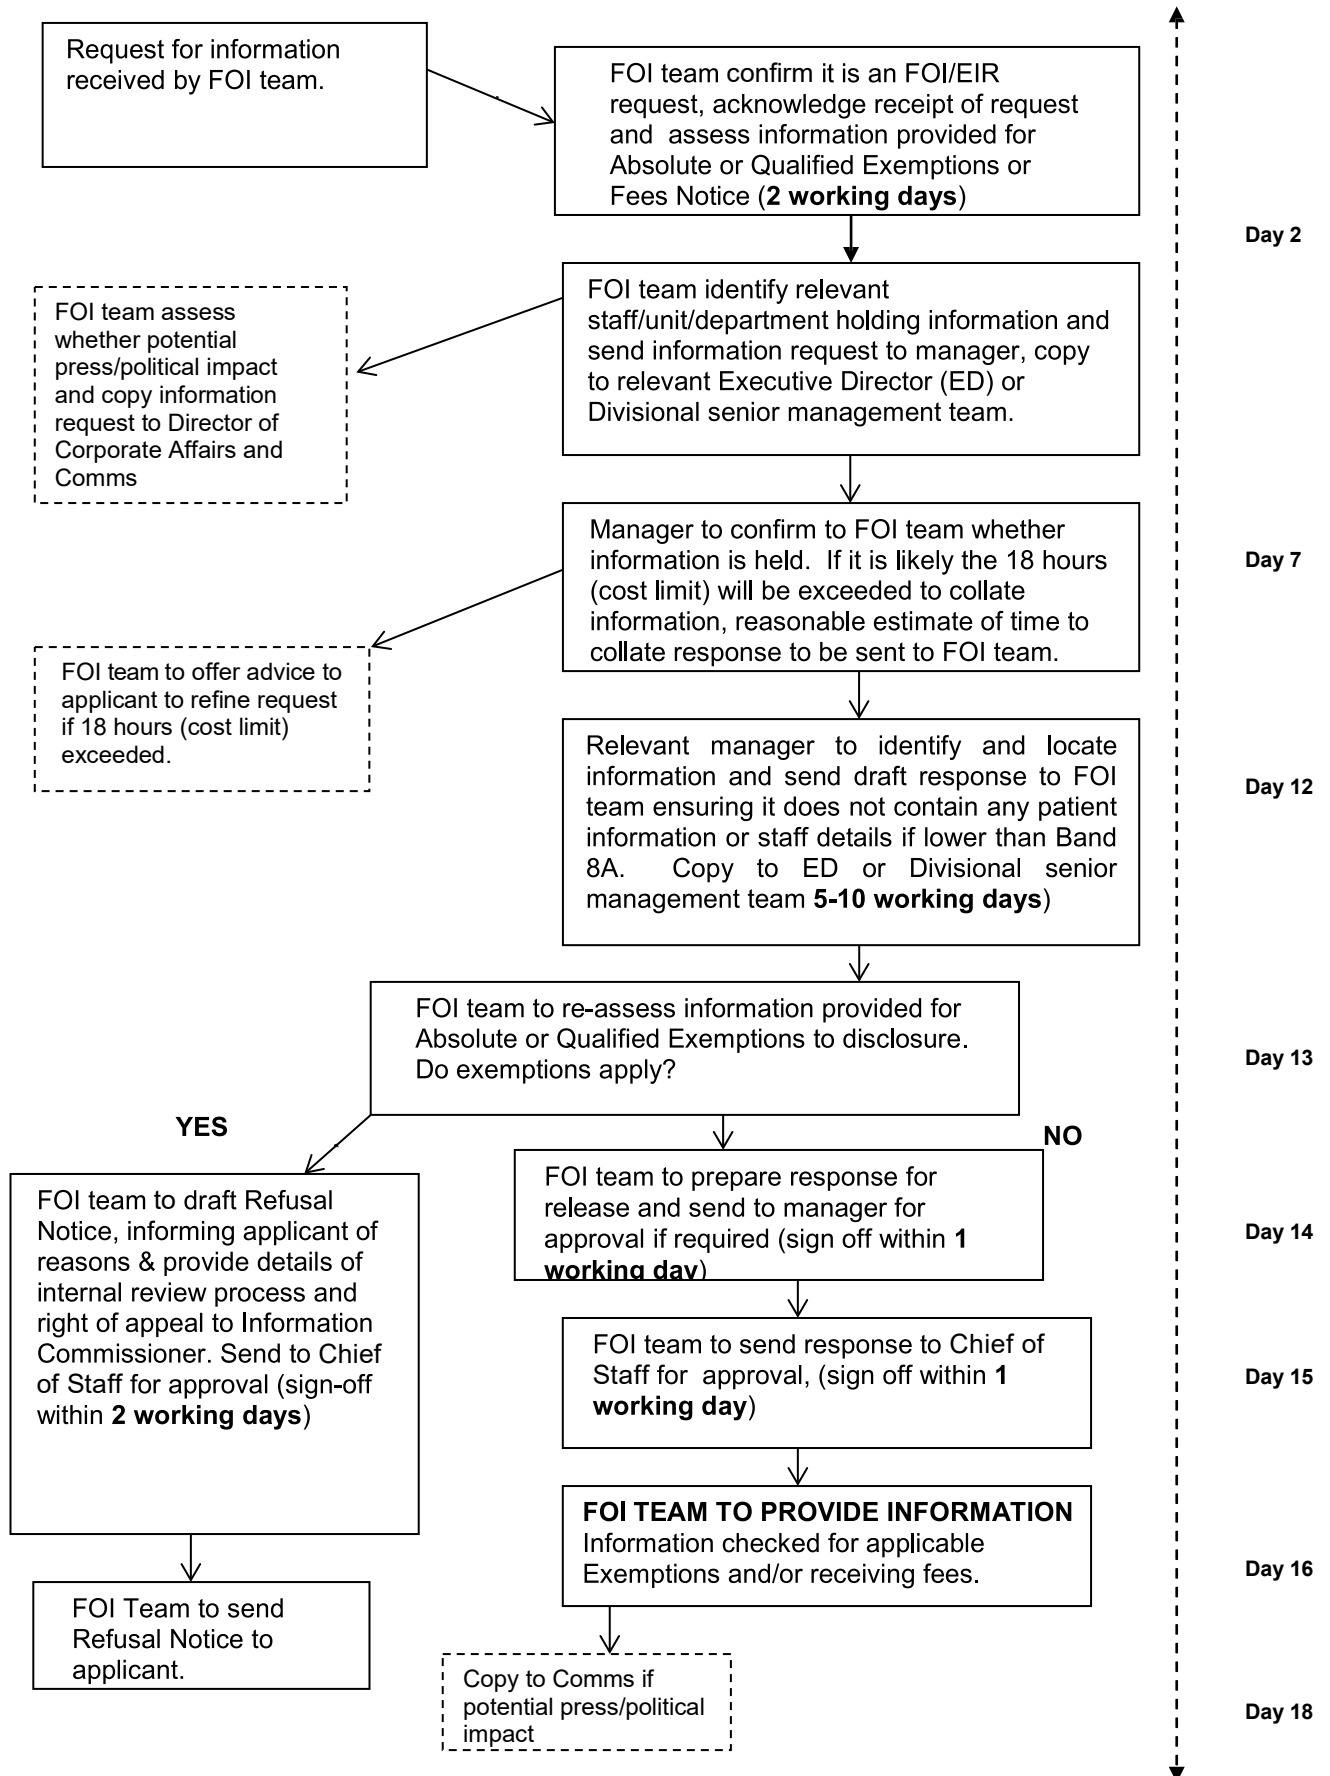 Request for information
received by FOI team.
FOI team confirm it is an FOI/EIR
request, acknowledge receipt of request
and assess information provided for
Absolute or Qualified Exemptions or
Fees Notice (2 working days)
Day 2
FOI team identify relevant
staff/unit/department holding information and
send information request to manager, copy
to relevant Executive Director (ED) or
Divisional senior management team.
FOI team assess
whether potential
press/political impact
and copy information
request to Director of
Corporate Affairs and
Comms
Manager to confirm to FOI team whether
information is held. If it is likely the 18 hours
(cost limit) will be exceeded to collate
information, reasonable estimate of time to
collate response to be sent to FOI team.
Day 7
FOI team to offer advice to
applicant to refine request
if 18 hours (cost limit)
exceeded.
Relevant manager to identify and locate
information and send draft response to FOI
team ensuring it does not contain any patient
information or staff details if lower than Band
8A. Copy to ED or Divisional senior
management team 5-10 working days)
Day 12
FOI team to re-assess information provided for
Absolute or Qualified Exemptions to disclosure.
Do exemptions apply?
Day 13
YES
NO
FOI team to draft Refusal
Notice, informing applicant of
reasons & provide details of
internal review process and
right of appeal to Information
Commissioner. Send to Chief
of Staff for approval (sign-off
within 2 working days)
FOI team to prepare response for
release and send to manager for
approval if required (sign off within 1
working day)
Day 14
FOI team to send response to Chief of
Staff for approval, (sign off within 1
working day)
Day 15
FOI TEAM TO PROVIDE INFORMATION
Information checked for applicable
Exemptions and/or receiving fees.
Day 16
FOI Team to send
Refusal Notice to
applicant.
Copy to Comms if
potential press/political
impact
Day 18